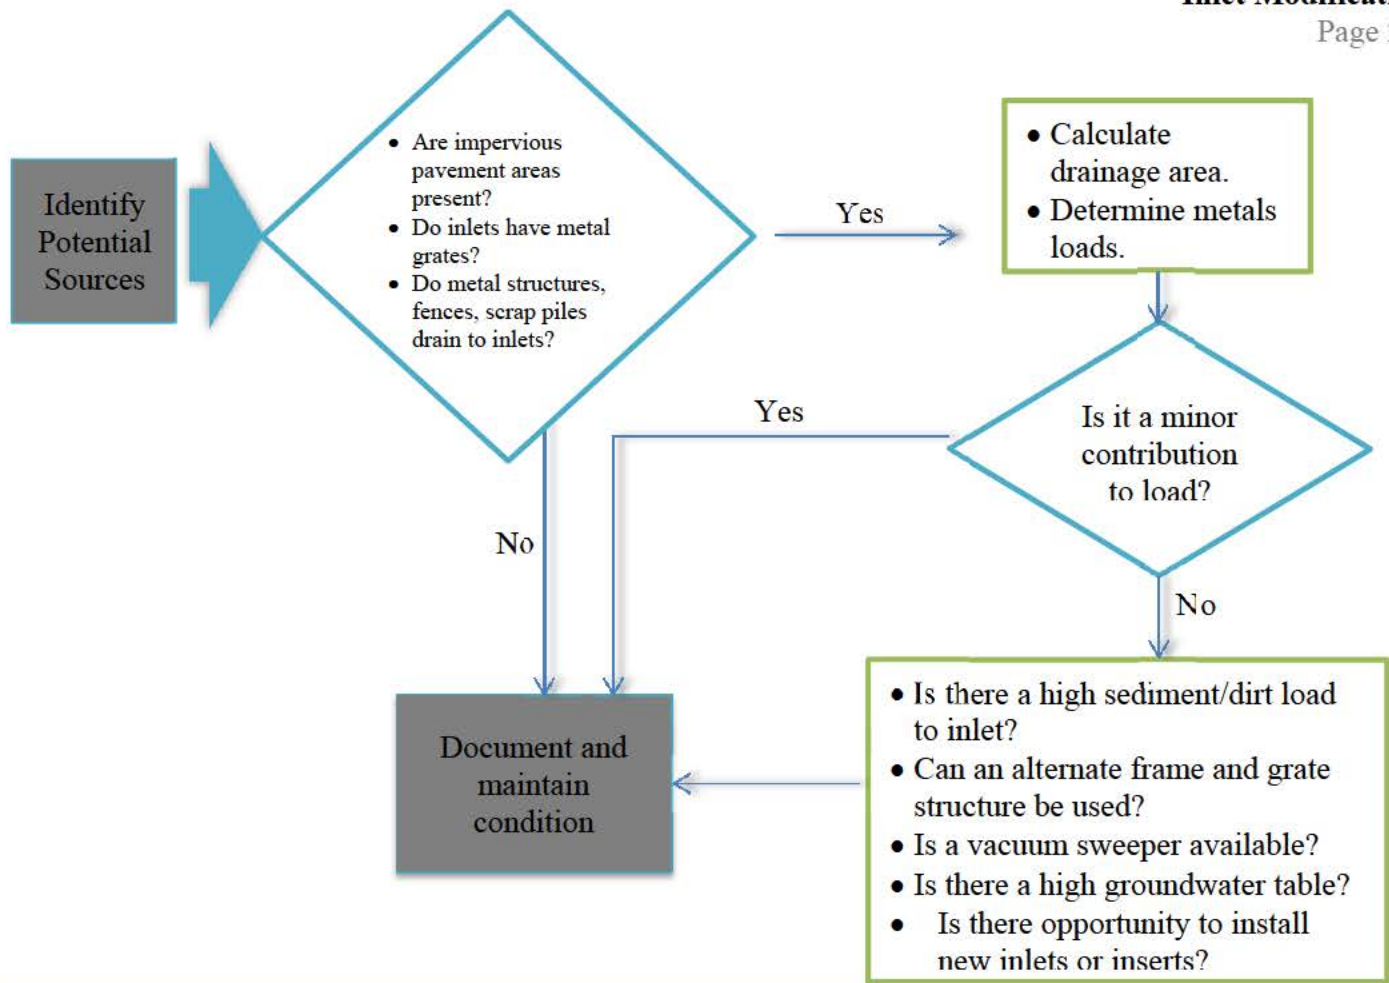 Page
Identify
Potential
Sources
• Are impervious
pavement areas
present?
• Do inlets have metal
grates?
• Do metal structures,
fences, scrap piles
drain to inlets?
Yes
• Calculate
drainage area.
• Determine metals
loads.
Is it a minor
contribution
to load?
Yes
No
No
• Is there a high sediment/dirt load
to inlet?
• Can an alternate frame and grate
structure be used?
• Is a vacuum sweeper available?
• Is there a high groundwater table?
• Is there opportunity to install
new inlets or inserts?
Document and
maintain
condition